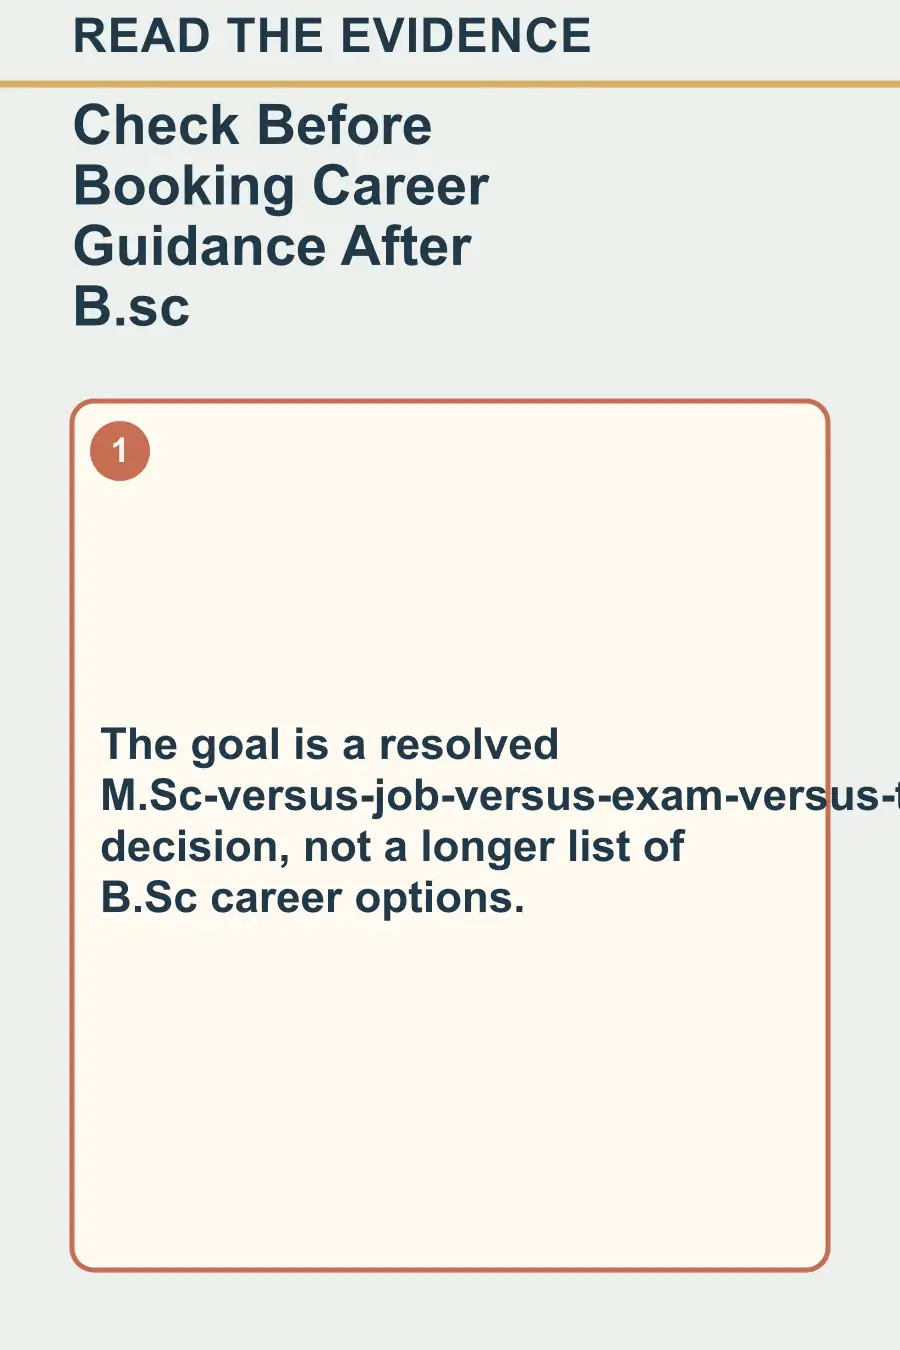 READ THE EVIDENCE
Check Before
Booking Career
Guidance After
B.sc
1
The goal is a resolved
M.Sc-versus-job-versus-exam-versus-t
decision, not a longer list of
B.Sc career options.